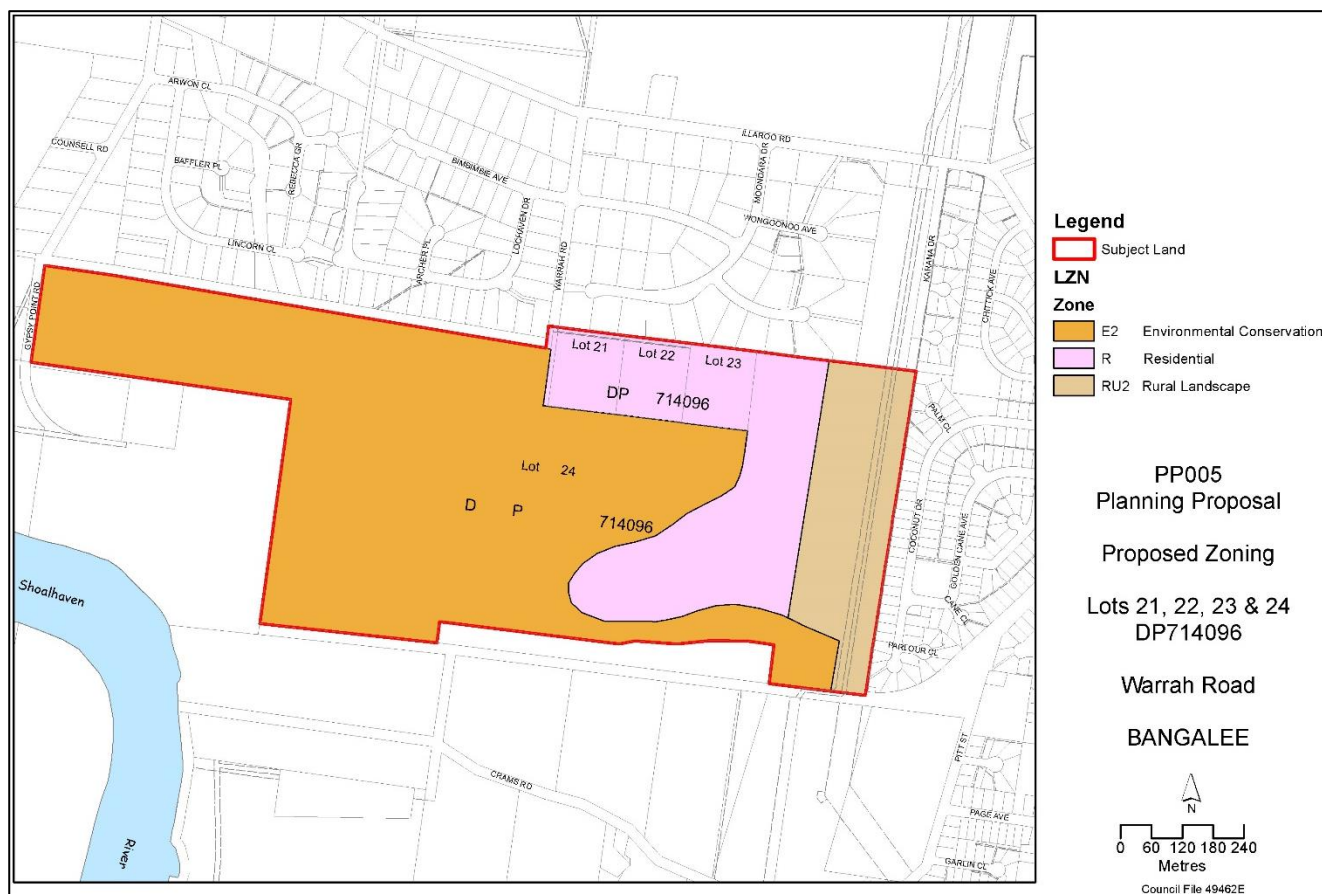 ARWON CL
COUNSELL RD
BAFFLER PL
REBECCA GR
BIMSIMBIE AVE
ILLAROO RD
MOONDARA DR
WONGOONOO AVE
KARANA DR
CRITTICK AVE
LINCORN CL
ARCHER PL
LOCHAVEN DR
WARRAH RD
GYPSY POINT RD
Lot 21
Lot 22
Lot 23
DP 714096
Lot 24
D P
714096
PALM CL
COCONUT DR
GOLDEN CANE AVE
CANE CL
PARLOUR CL
PITT ST
PAGE AVE
GARLIN CL
CRAMS RD
Shoalhaven
River
Legend
Subject Land
LZN
Zone
E2 Environmental Conservation
R Residential
RU2 Rural Landscape
PP005
Planning Proposal
Proposed Zoning
Lots 21, 22, 23 & 24
DP714096
Warrah Road
BANGALEE
N
0 60 120 180 240
Metres
Council File 49462E